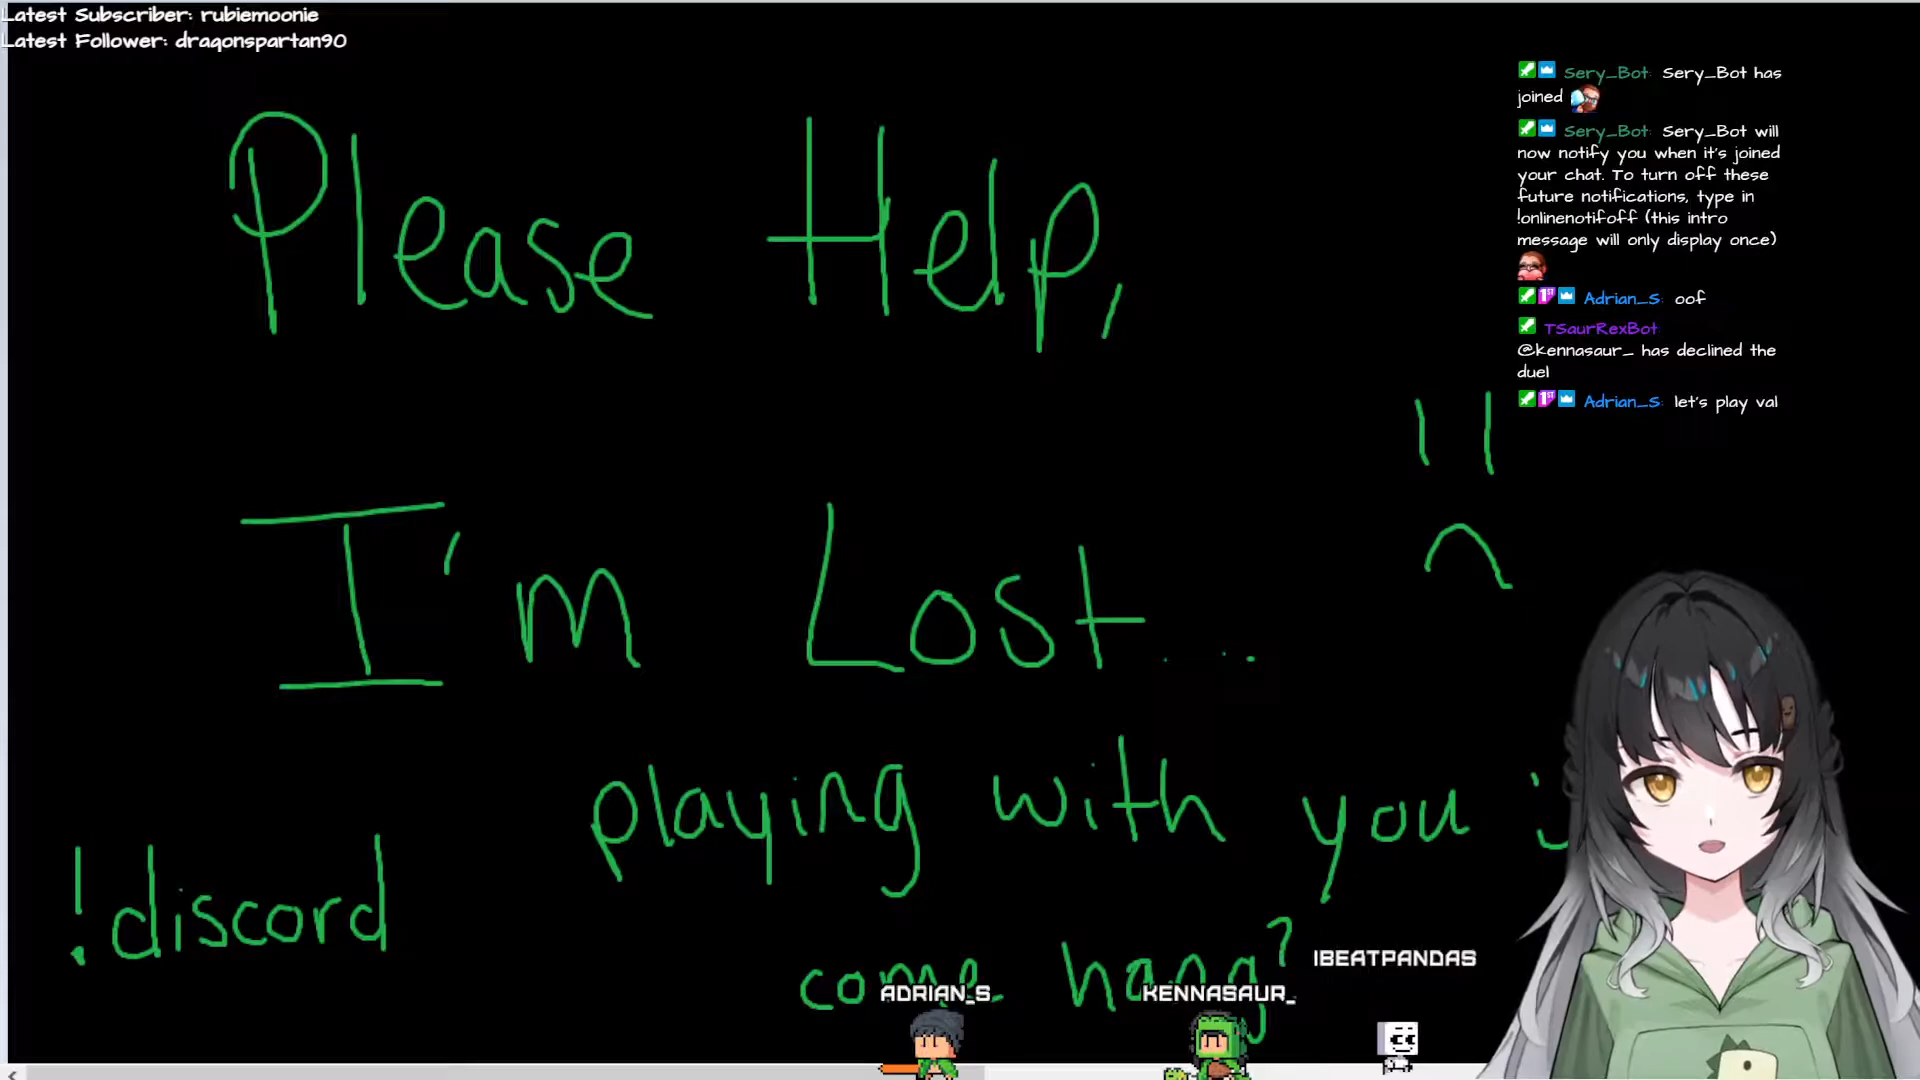 Latest Subscriber: rubiemoonie
Latest Follower: dragonspartan90
Sery_Bot: Sery_Bot has
joined
Sery_Bot: Sery_Bot will
now notify you when it's joined
your chat. To turn off these
future notifications, type in
!onlinenotifoff (this intro
message will only display once)
1ST Adrian_S: oof
TSaurRexBot:
@kennasaur_ has declined the
duel
1ST Adrian_S: let's play val
Please Help,
I'm Lost...
playing with you :
!discord
come hang?
IBEATPANDAS
ADRIAN_S
KENNASAUR_